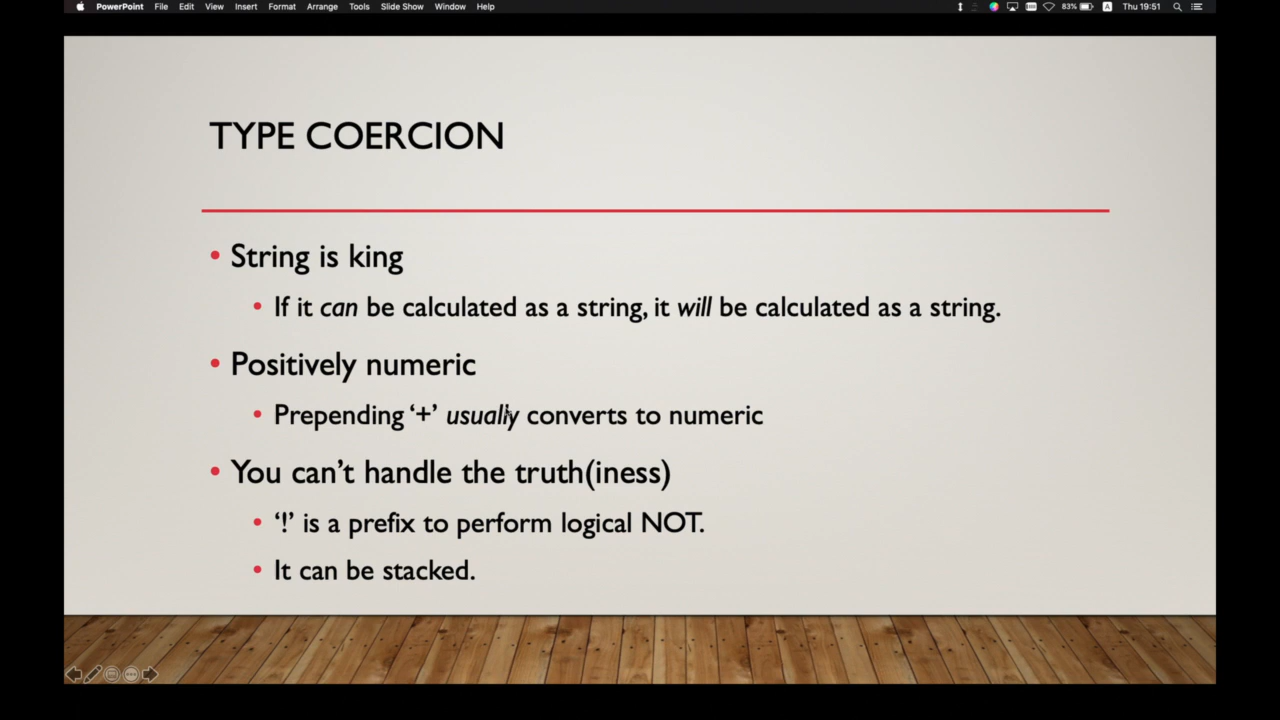 PowerPoint File Edit View Insert Format Arrange Tools Slide Show Window Help 83% A Thu 19:51
TYPE COERCION
• String is king
• If it can be calculated as a string, it will be calculated as a string.
• Positively numeric
• Prepending ‘+’ usually converts to numeric
• You can’t handle the truth(iness)
• ‘!’ is a prefix to perform logical NOT.
• It can be stacked.